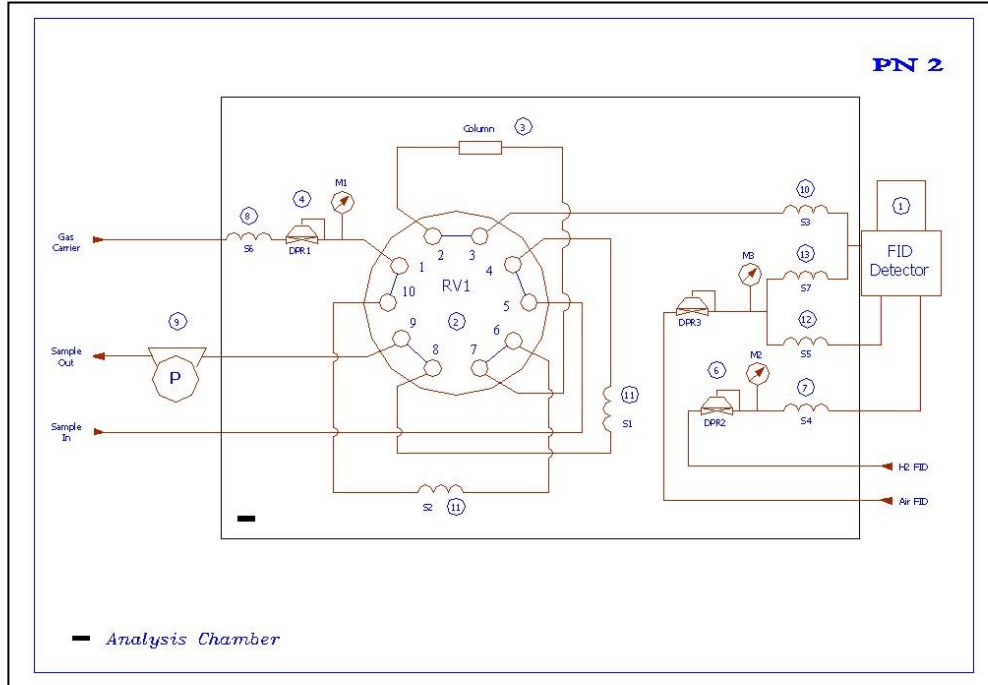 PN 2
Column
3
M1
4
8
10
1
Gas
Carrier
S6
DPR1
S3
2
3
1
4
RV1
FID
Detector
13
M3
S7
10
5
2
9
6
12
9
8
7
DPR3
S5
Sample
Out
P
M2
6
7
11
S1
DPR2
S4
Sample
In
H2 FID
S2
11
Air FID
Analysis Chamber